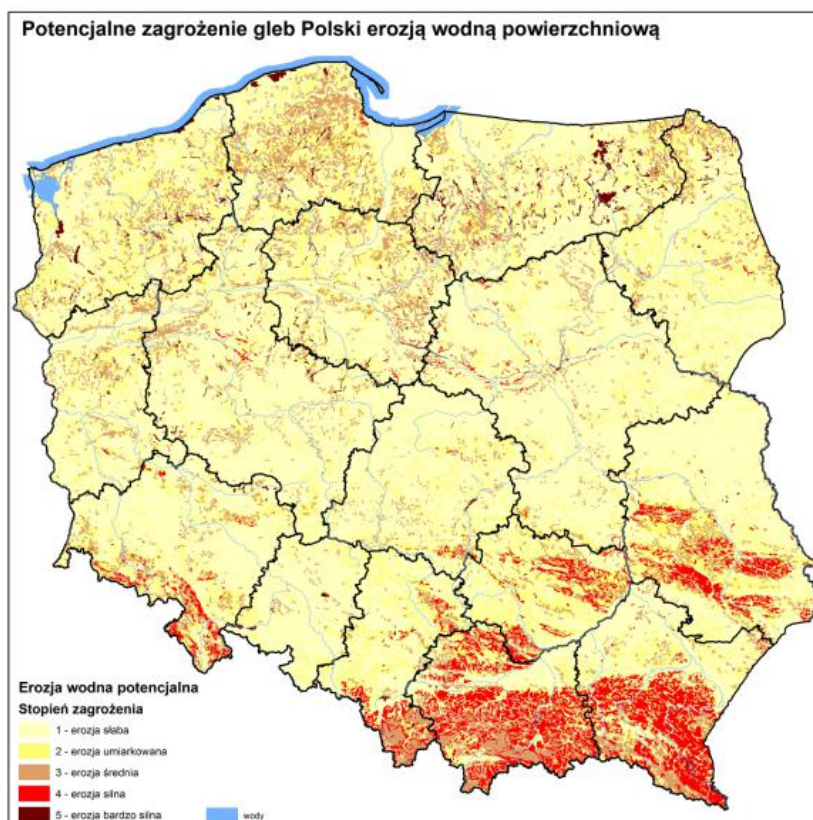 Potencjalne zagrożenie gleb Polski erozją wodną powierzchniową
Erozja wodna potencjalna
Stopień zagrożenia
1 - erozja słaba
2 - erozja umiarkowana
3 - erozja średnia
4 - erozja silna
5 - erozja bardzo silna
wody